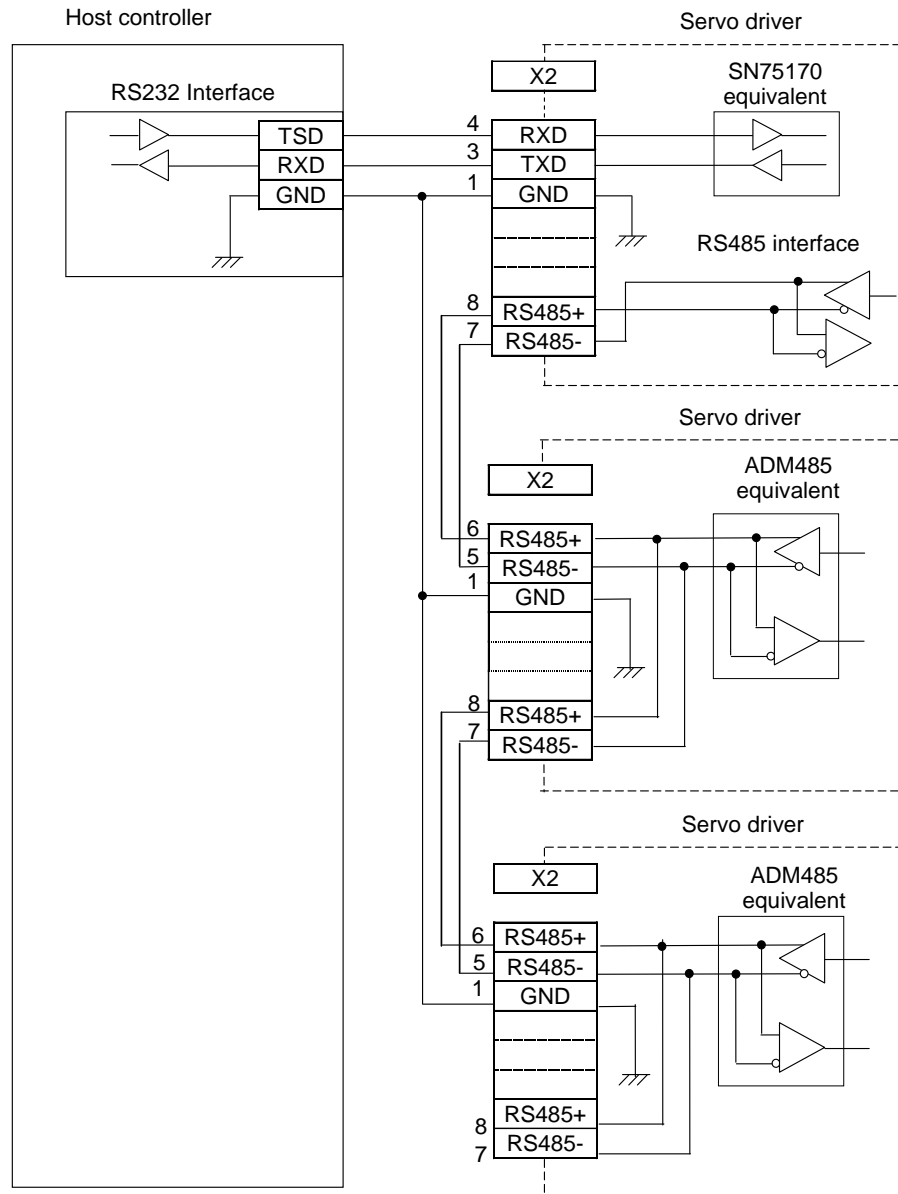 Host controller
Servo driver
X2
SN75170
equivalent
RS232 Interface
TSD
4
RXD
RXD
3
TXD
GND
1
GND
RS485 interface
8
RS485+
7
RS485-
Servo driver
X2
ADM485
equivalent
6
RS485+
5
RS485-
1
GND
8
RS485+
7
RS485-
Servo driver
X2
ADM485
equivalent
6
RS485+
5
RS485-
1
GND
RS485+
8
RS485-
7